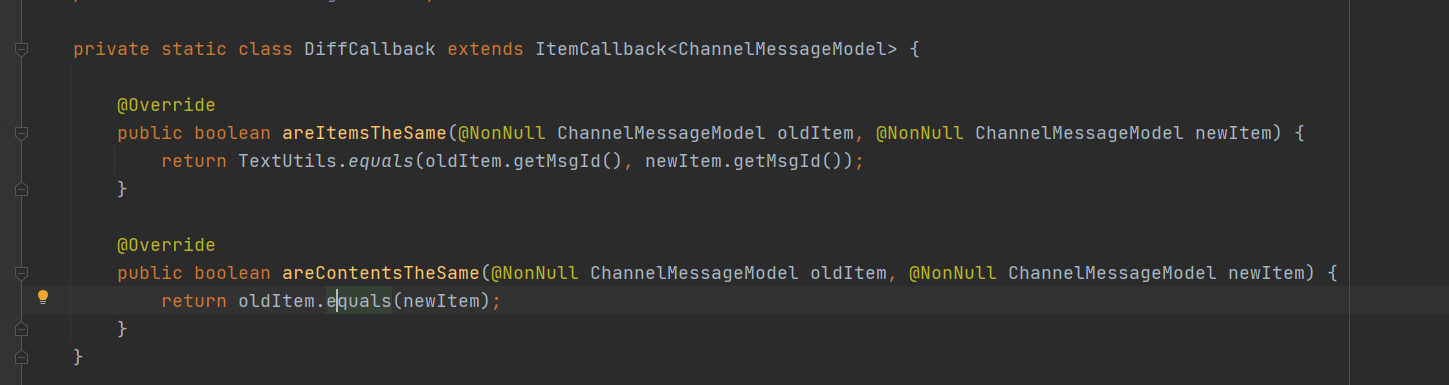 private static class DiffCallback extends ItemCallback<ChannelMessageModel> {
@Override
public boolean areItemsTheSame(@NonNull ChannelMessageModel oldItem, @NonNull ChannelMessageModel newItem) {
return TextUtils.equals(oldItem.getMsgId(), newItem.getMsgId());
}
@Override
public boolean areContentsTheSame(@NonNull ChannelMessageModel oldItem, @NonNull ChannelMessageModel newItem) {
return oldItem.equals(newItem);
}
}